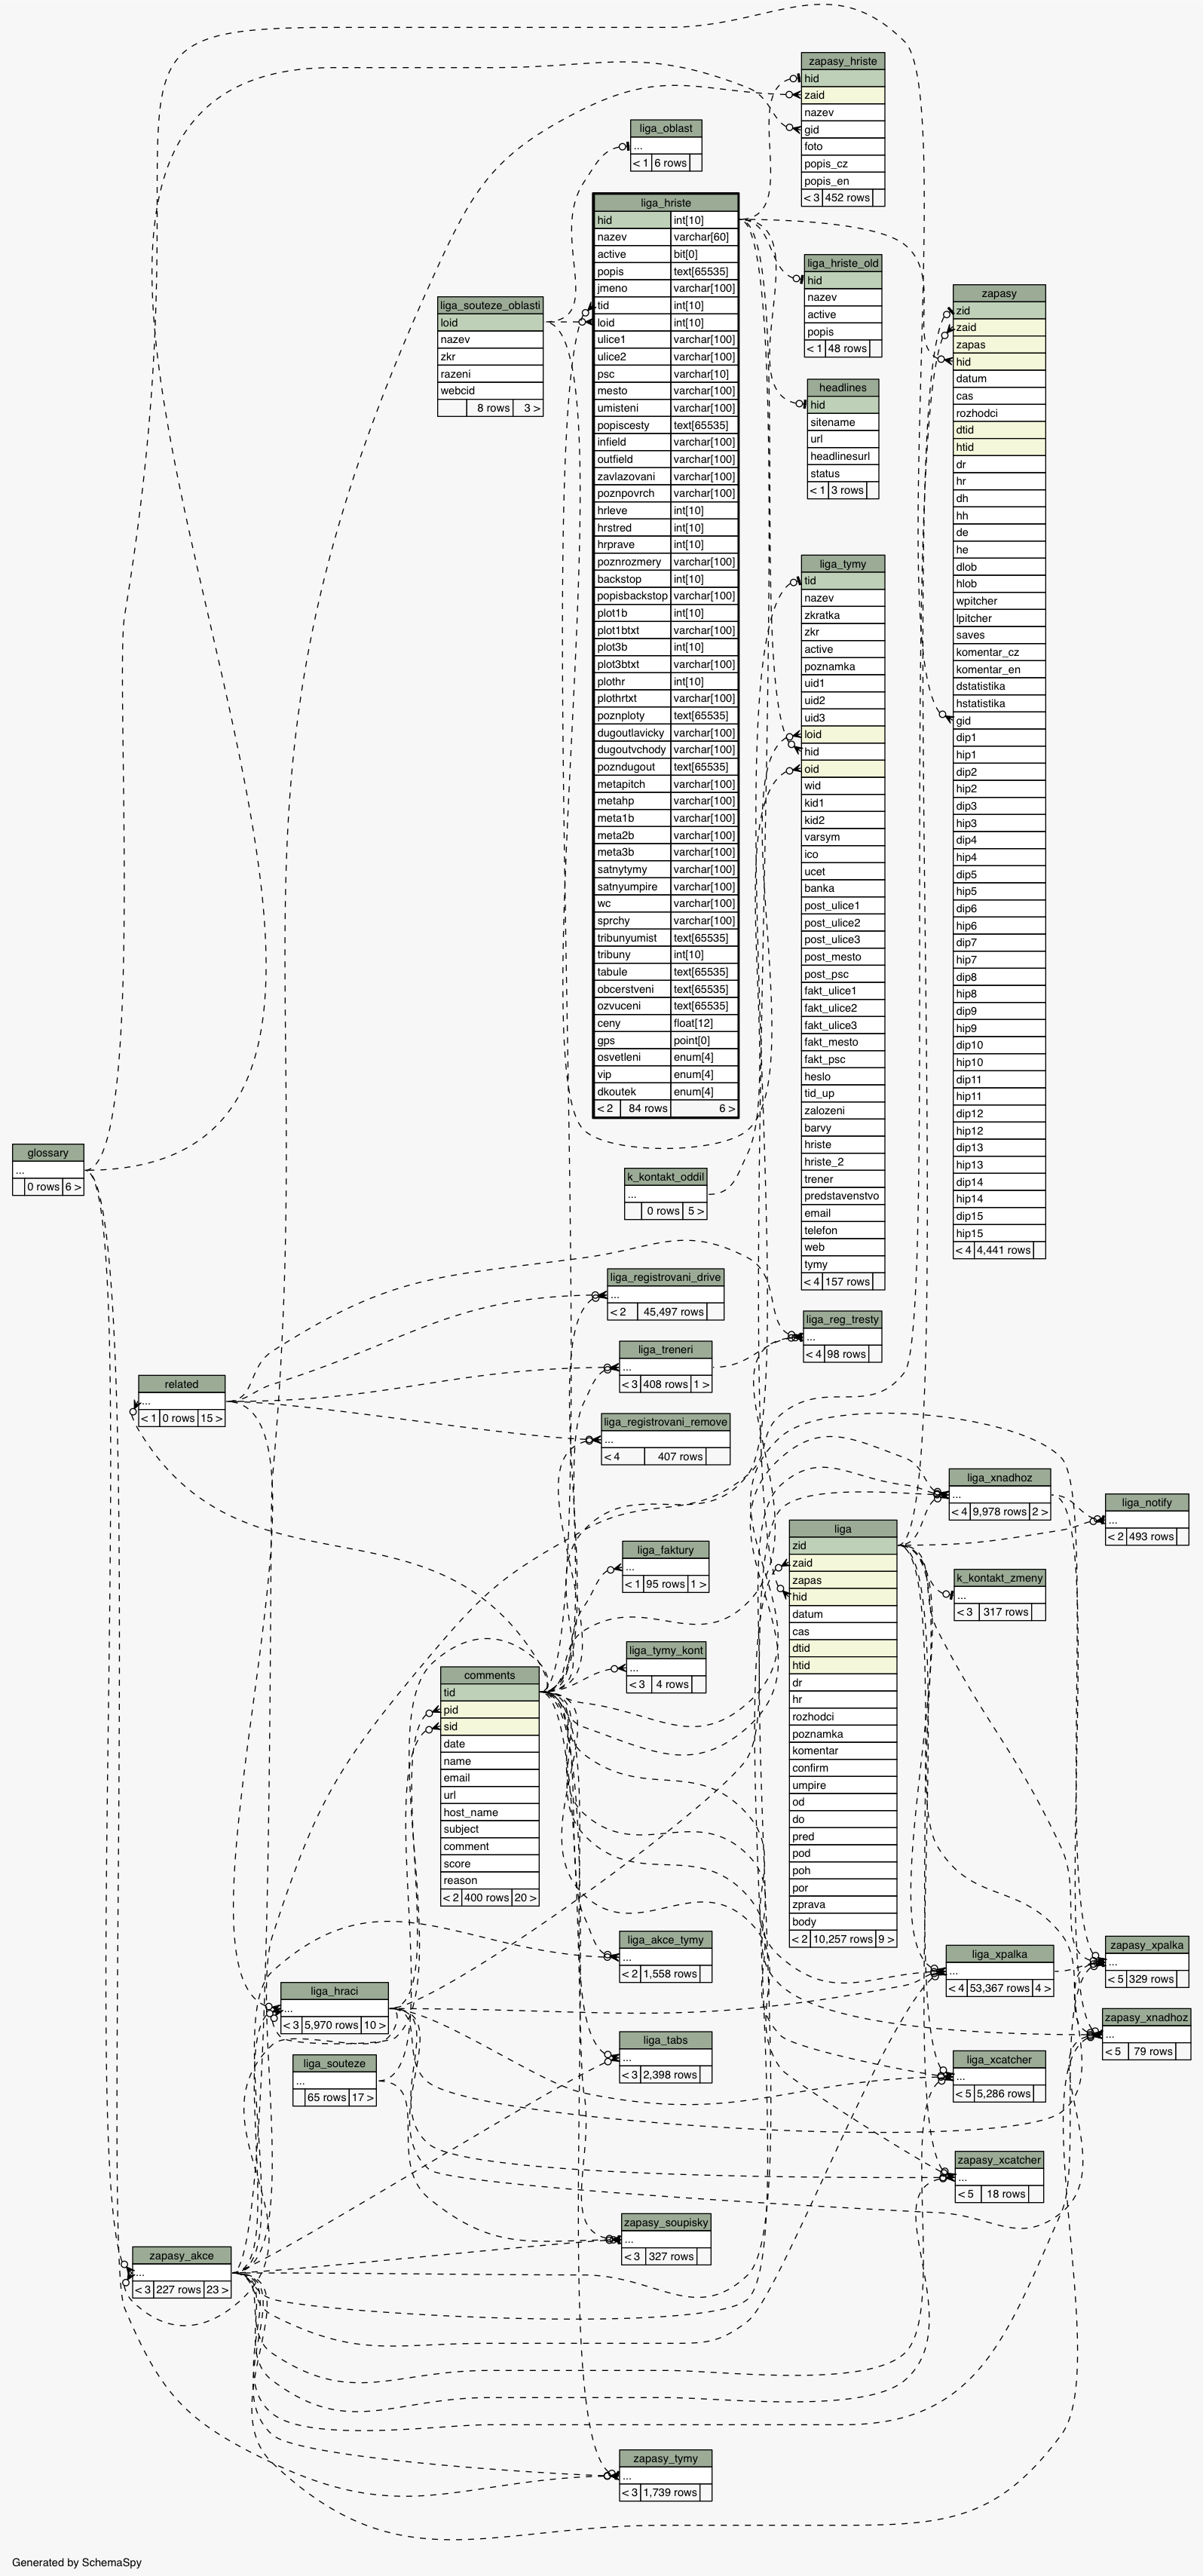 zapasy_hriste
hid
zaid
nazev
gid
foto
popis_cz
popis_en
< 3 452 rows
liga_oblast
...
< 1 6 rows
liga_hriste
hid int[10]
nazev varchar[60]
active bit[0]
popis text[65535]
jmeno varchar[100]
tid int[10]
loid int[10]
ulice1 varchar[100]
ulice2 varchar[100]
psc varchar[10]
mesto varchar[100]
umisteni varchar[100]
popiscesty text[65535]
infield varchar[100]
outfield varchar[100]
zavlazovani varchar[100]
poznpovrch varchar[100]
hrleve int[10]
hrstred int[10]
hrprave int[10]
poznrozmery varchar[100]
backstop int[10]
popisbackstop varchar[100]
plot1b int[10]
plot1btxt varchar[100]
plot3b int[10]
plot3btxt varchar[100]
plothr int[10]
plothrtxt varchar[100]
poznploty text[65535]
dugoutlavicky varchar[100]
dugoutvchody varchar[100]
pozndugout text[65535]
metapitch varchar[100]
metahp varchar[100]
meta1b varchar[100]
meta2b varchar[100]
meta3b varchar[100]
satnytymy varchar[100]
satnyumpire varchar[100]
wc varchar[100]
sprchy varchar[100]
tribunyumist text[65535]
tribuny int[10]
tabule text[65535]
obcerstveni text[65535]
ozvuceni text[65535]
ceny float[12]
gps point[0]
osvetleni enum[4]
vip enum[4]
dkoutek enum[4]
< 2 84 rows 6 >
liga_hriste_old
hid
nazev
active
popis
< 1 48 rows
zapasy
zid
zaid
zapas
hid
datum
cas
rozhodci
dtid
htid
dr
hr
dh
hh
de
he
dlob
hlob
wpitcher
lpitcher
saves
komentar_cz
komentar_en
dstatistika
hstatistika
gid
dip1
hip1
dip2
hip2
dip3
hip3
dip4
hip4
dip5
hip5
dip6
hip6
dip7
hip7
dip8
hip8
dip9
hip9
dip10
hip10
dip11
hip11
dip12
hip12
dip13
hip13
dip14
hip14
dip15
hip15
< 4 4,441 rows
liga_souteze_oblasti
loid
nazev
zkr
razeni
webcid
8 rows 3 >
headlines
hid
sitename
url
headlinesurl
status
< 1 3 rows
liga_tymy
tid
nazev
zkratka
zkr
active
poznamka
uid1
uid2
uid3
loid
hid
oid
wid
kid1
kid2
varsym
ico
ucet
banka
post_ulice1
post_ulice2
post_ulice3
post_mesto
post_psc
fakt_ulice1
fakt_ulice2
fakt_ulice3
fakt_mesto
fakt_psc
heslo
tid_up
zalozeni
barvy
hriste
hriste_2
trener
predstavenstvo
email
telefon
web
tymy
< 4 157 rows
glossary
...
0 rows 6 >
k_kontakt_oddil
...
0 rows 5 >
liga_registrovani_drive
...
< 2 45,497 rows
liga_reg_tresty
...
< 4 98 rows
liga_treneri
...
< 3 408 rows 1 >
related
...
< 1 0 rows 15 >
liga_registrovani_remove
...
< 4 407 rows
liga_xnadhoz
...
< 4 9,978 rows 2 >
liga_notify
...
< 2 493 rows
liga
zid
zaid
zapas
hid
datum
cas
dtid
htid
dr
hr
rozhodci
poznamka
komentar
confirm
umpire
od
do
pred
pod
poh
por
zprava
body
< 2 10,257 rows 9 >
liga_faktury
...
< 1 95 rows 1 >
k_kontakt_zmeny
...
< 3 317 rows
liga_tymy_kont
...
< 3 4 rows
comments
tid
pid
sid
date
name
email
url
host_name
subject
comment
score
reason
< 2 400 rows 20 >
liga_akce_tymy
...
< 2 1,558 rows
liga_xpalka
...
< 4 53,367 rows 4 >
zapasy_xpalka
...
< 5 329 rows
liga_hraci
...
< 3 5,970 rows 10 >
zapasy_xnadhoz
...
< 5 79 rows
liga_tabs
...
< 3 2,398 rows
liga_souteze
...
65 rows 17 >
liga_xcatcher
...
< 5 5,286 rows
zapasy_xcatcher
...
< 5 18 rows
zapasy_soupisky
...
< 3 327 rows
zapasy_akce
...
< 3 227 rows 23 >
zapasy_tymy
...
< 3 1,739 rows
Generated by SchemaSpy